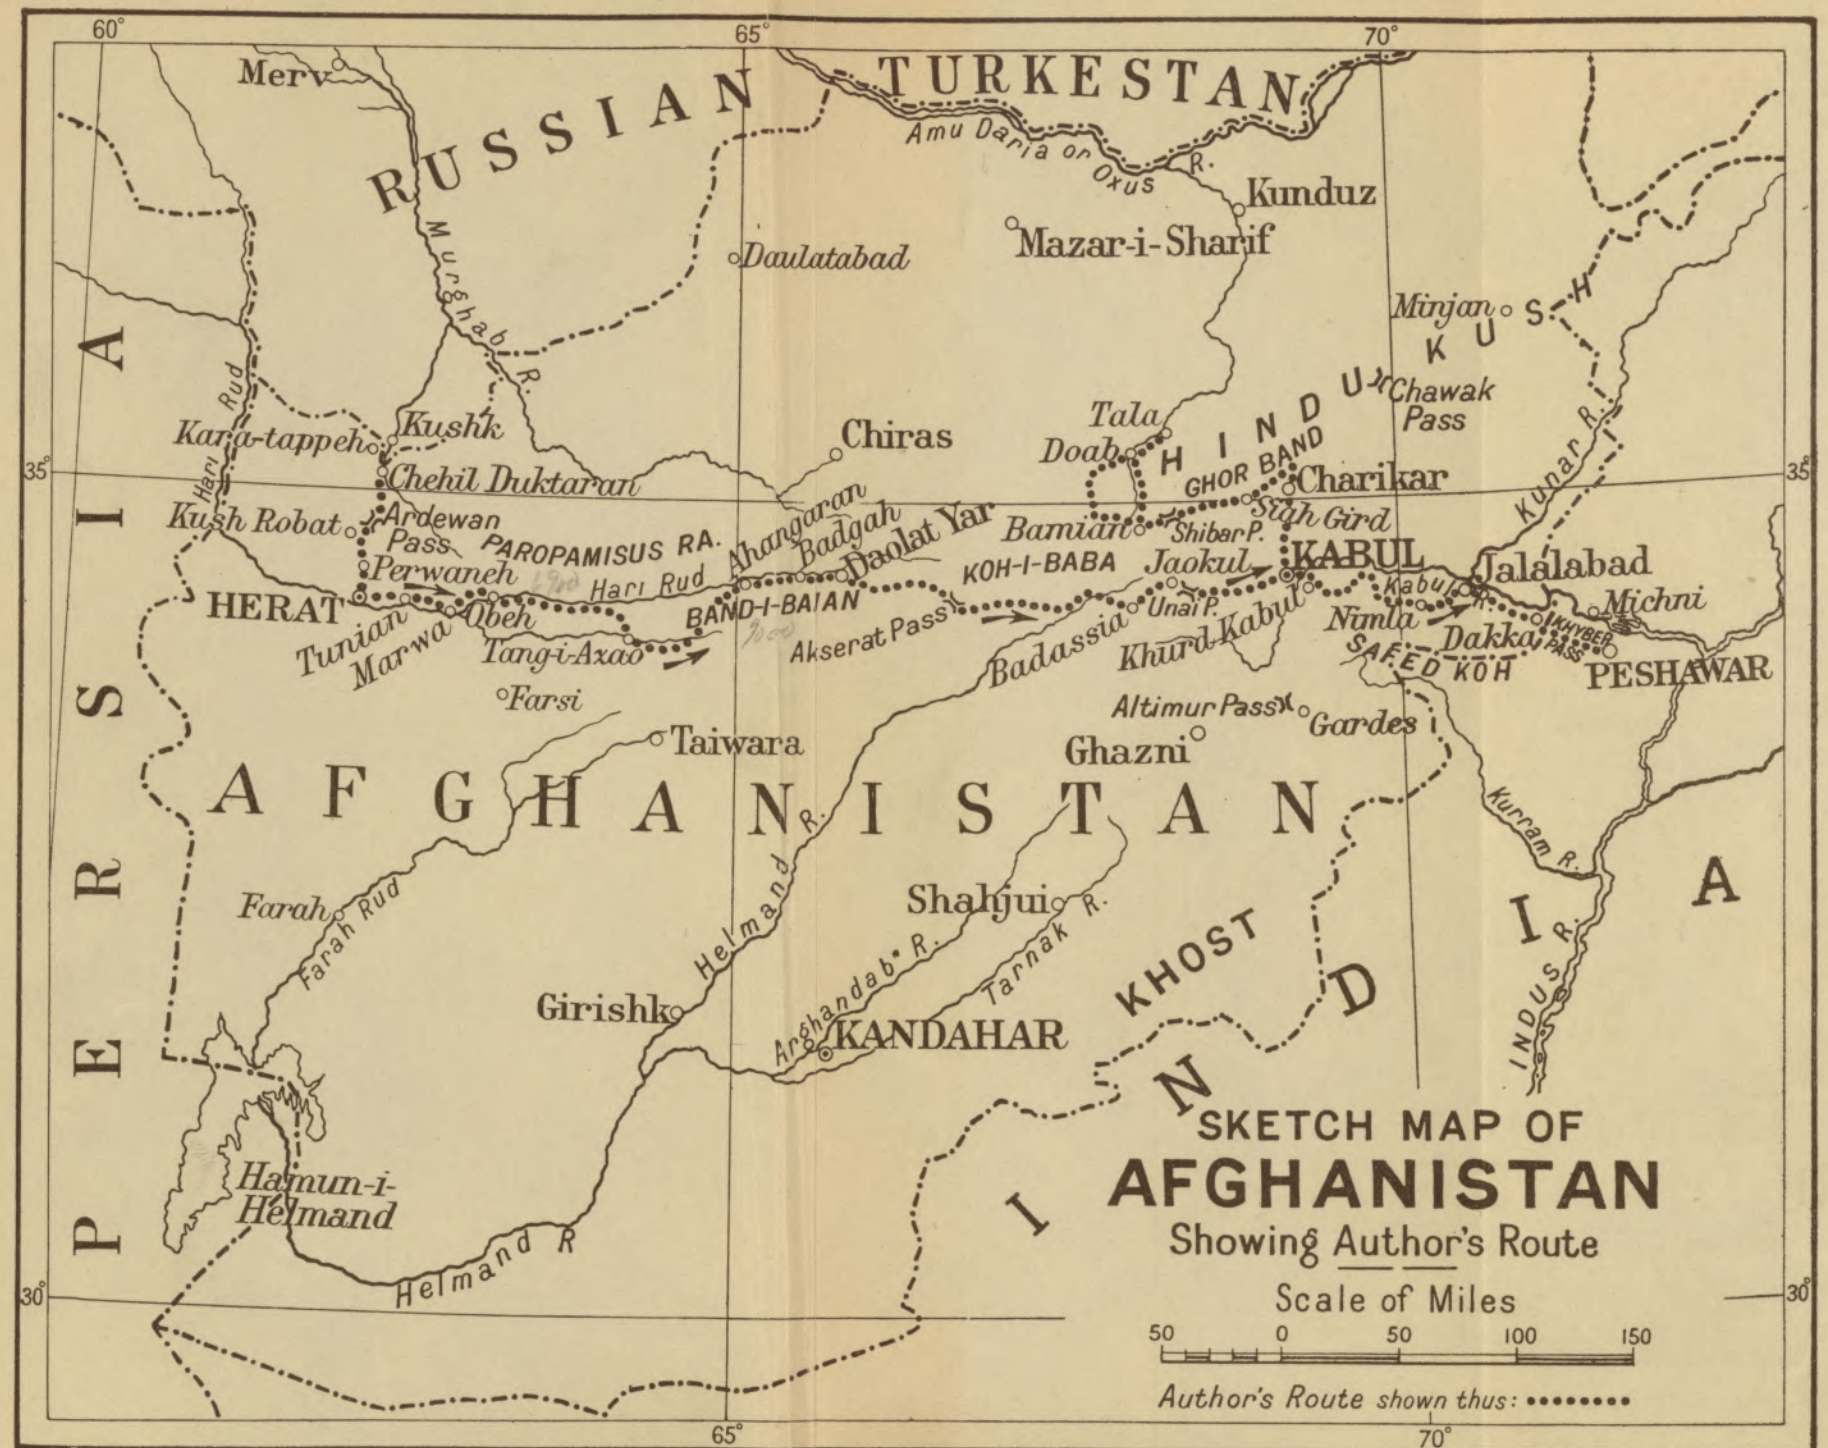 60°
65°
70°
Merv
RUSSIAN TURKESTAN
Amu Daria or Oxus R.
Kunduz
Mazar-i-Sharif
Murghab R.
Daulatabad
Minjan
HINDU KUSH
Chawak Pass
PERSIA
Hari Rud
Kara-tappeh
Kushk
Chiras
Tala
Doab
GHOR BAND
Charikar
35°
35°
Chehil Duktaran
Kush Robat
Ardewan Pass
PAROPAMISUS RA.
Ahangaran
Badgah
Daolat Yar
Bamian
Shibar P.
Siah Gird
Kunar R.
Perwaneh
Hari Rud
KOH-I-BABA
Jaokul
KABUL
Kabul R.
Jalálabad
HERAT
Obeh
BAND-I-BAIAN
9000
Unai P.
Michni
Tunian
Marwa
Tang-i-Azao
Akserat Pass
Badassia
Khurd Kabul
Nimla
Dakka
KHYBER PASS
SAFED KOH
PESHAWAR
Farsi
Taiwara
Altimur Pass
Gardes
Ghazni
AFGHANISTAN
Kurram R.
Farah
Farah Rud
Helmand R.
Shahjui
Arghandab R.
Tarnak R.
KHOST
INDIA
INDUS R.
Girishk
KANDAHAR
Hamun-i-
Helmand
Helmand R
SKETCH MAP OF
AFGHANISTAN
Showing Author's Route
Scale of Miles
50 0 50 100 150
Author's Route shown thus:
30°
30°
65°
70°